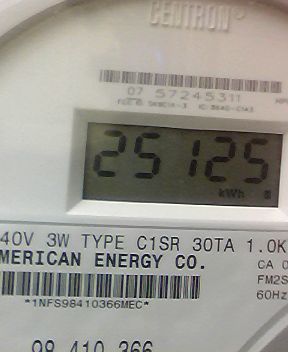 CENTRON®
07 57245311
25125
kWh
40V 3W TYPE C1SR 30TA 1.0K
MERICAN ENERGY CO.
CA 0
FM2S
*1NFS98410366MEC*
60Hz
98 410 366